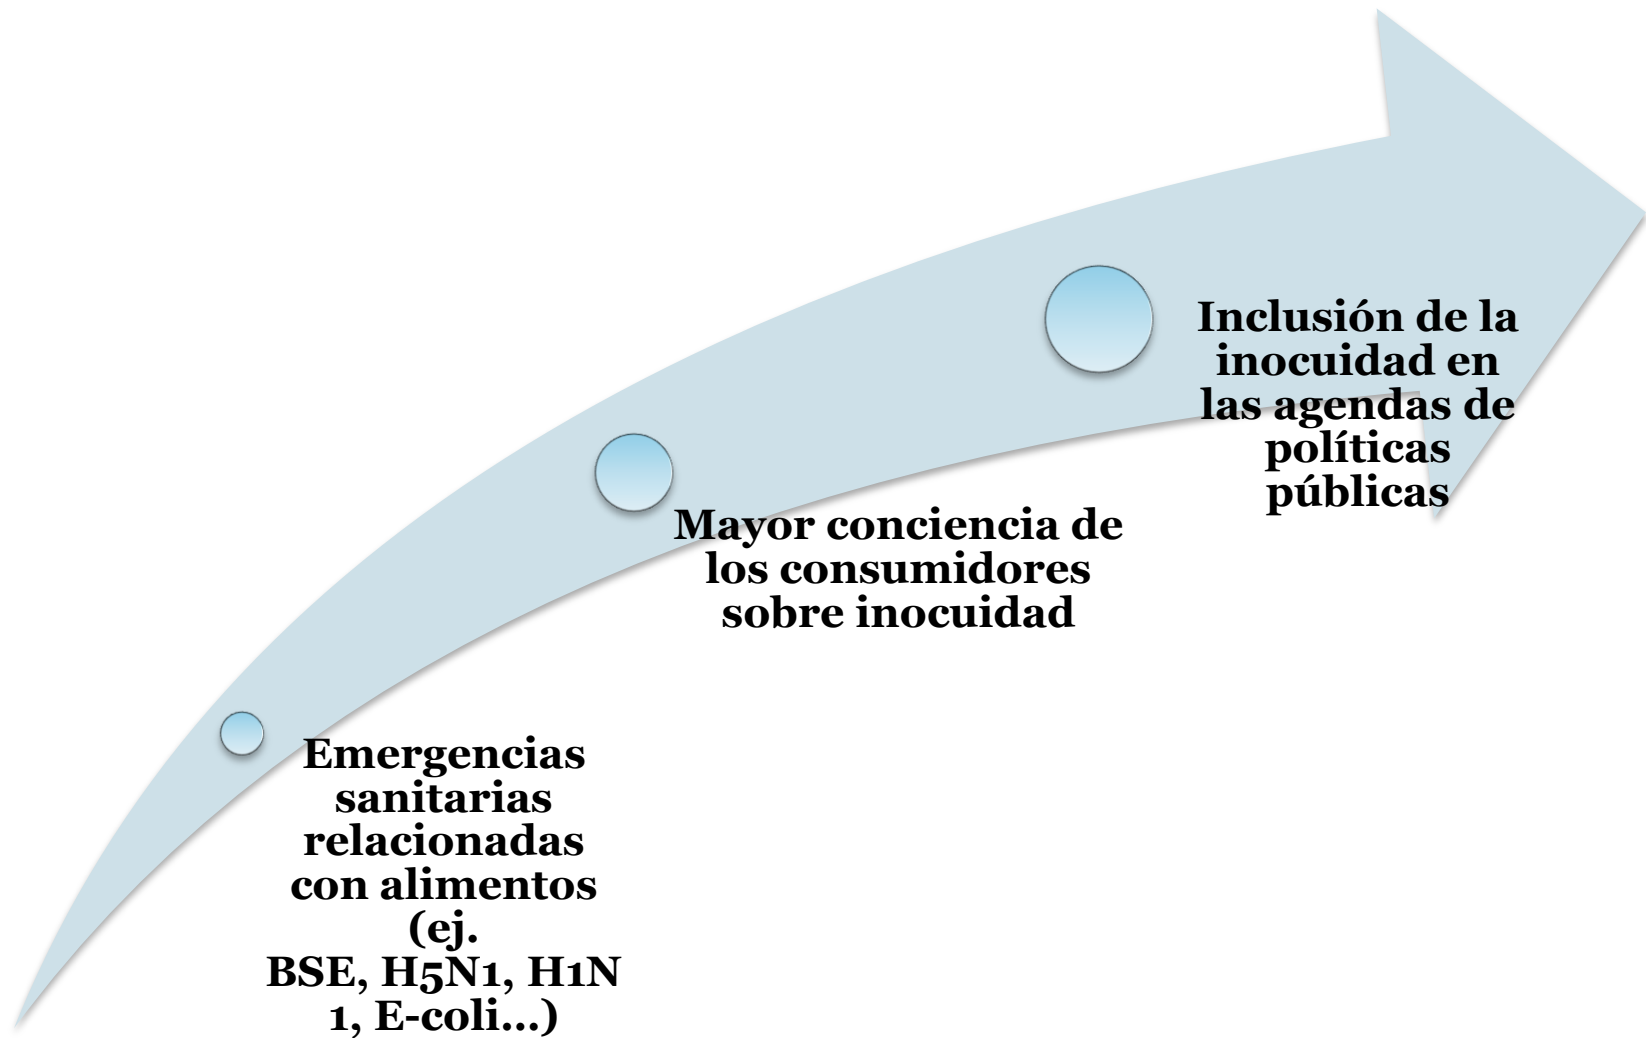 Inclusión de la
inocuidad en
las agendas de
políticas
públicas
Mayor conciencia de
los consumidores
sobre inocuidad
Emergencias
sanitarias
relacionadas
con alimentos
(ej.
BSE, H5N1, H1N
1, E-coli...)